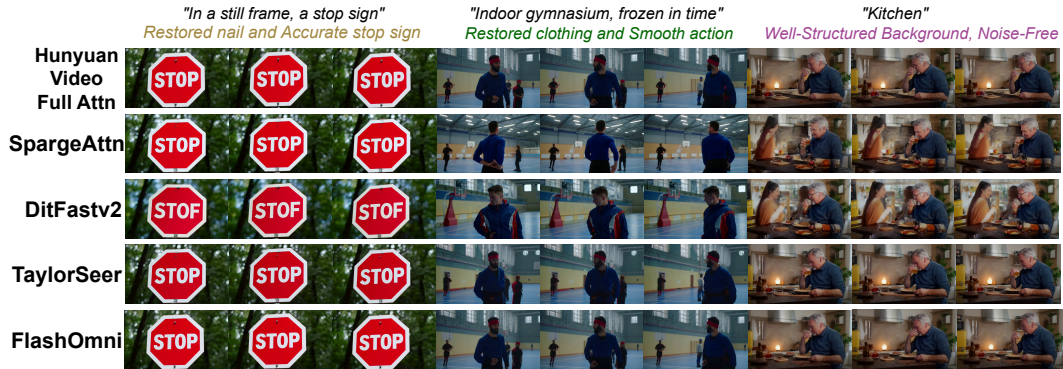 "In a still frame, a stop sign" "Indoor gymnasium, frozen in time" "Kitchen"
Restored nail and Accurate stop sign Restored clothing and Smooth action Well-Structured Background, Noise-Free
Hunyuan
Video
Full Attn
STOP STOP STOP
SpargeAttn
STOP STOP STOP
DitFastv2
STOF STOF STOF
TaylorSeer
STOP STOP STOP
FlashOmni
STOP STOP STOP